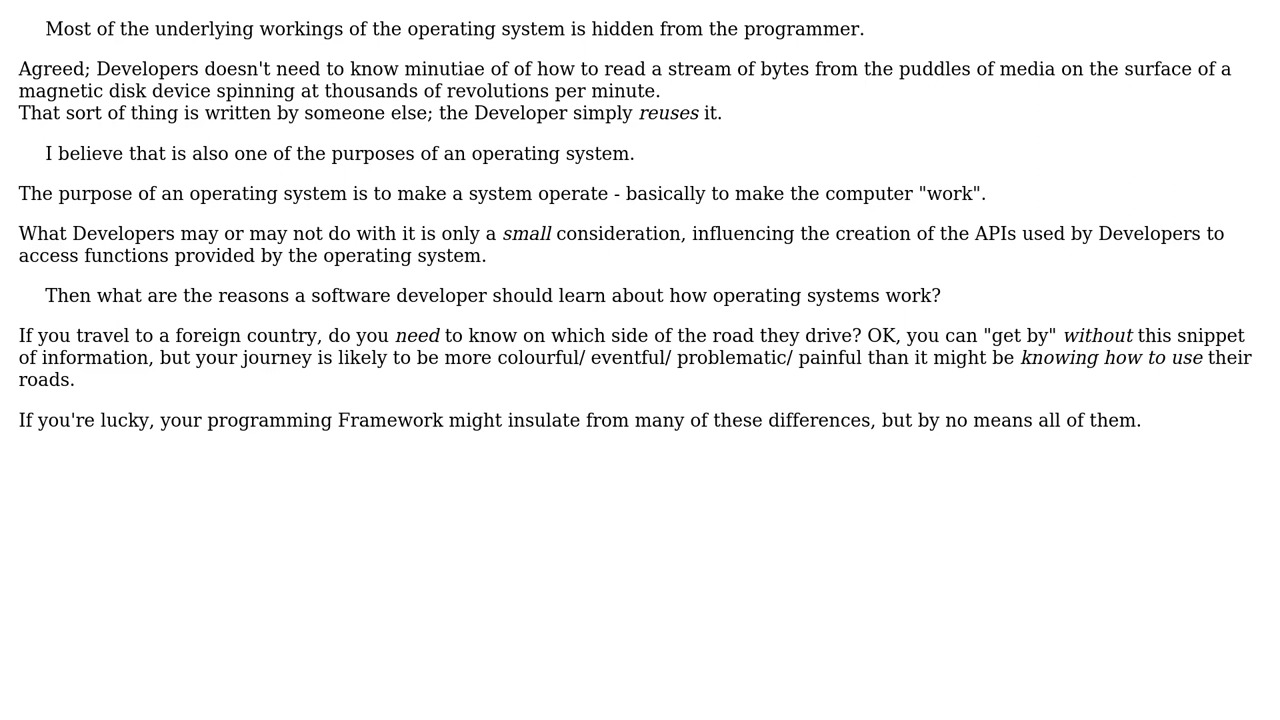 Most of the underlying workings of the operating system is hidden from the programmer.
Agreed; Developers doesn't need to know minutiae of of how to read a stream of bytes from the puddles of media on the surface of a
magnetic disk device spinning at thousands of revolutions per minute.
That sort of thing is written by someone else; the Developer simply reuses it.
I believe that is also one of the purposes of an operating system.
The purpose of an operating system is to make a system operate - basically to make the computer "work".
What Developers may or may not do with it is only a small consideration, influencing the creation of the APIs used by Developers to
access functions provided by the operating system.
Then what are the reasons a software developer should learn about how operating systems work?
If you travel to a foreign country, do you need to know on which side of the road they drive? OK, you can "get by" without this snippet
of information, but your journey is likely to be more colourful/ eventful/ problematic/ painful than it might be knowing how to use their
roads.
If you're lucky, your programming Framework might insulate from many of these differences, but by no means all of them.